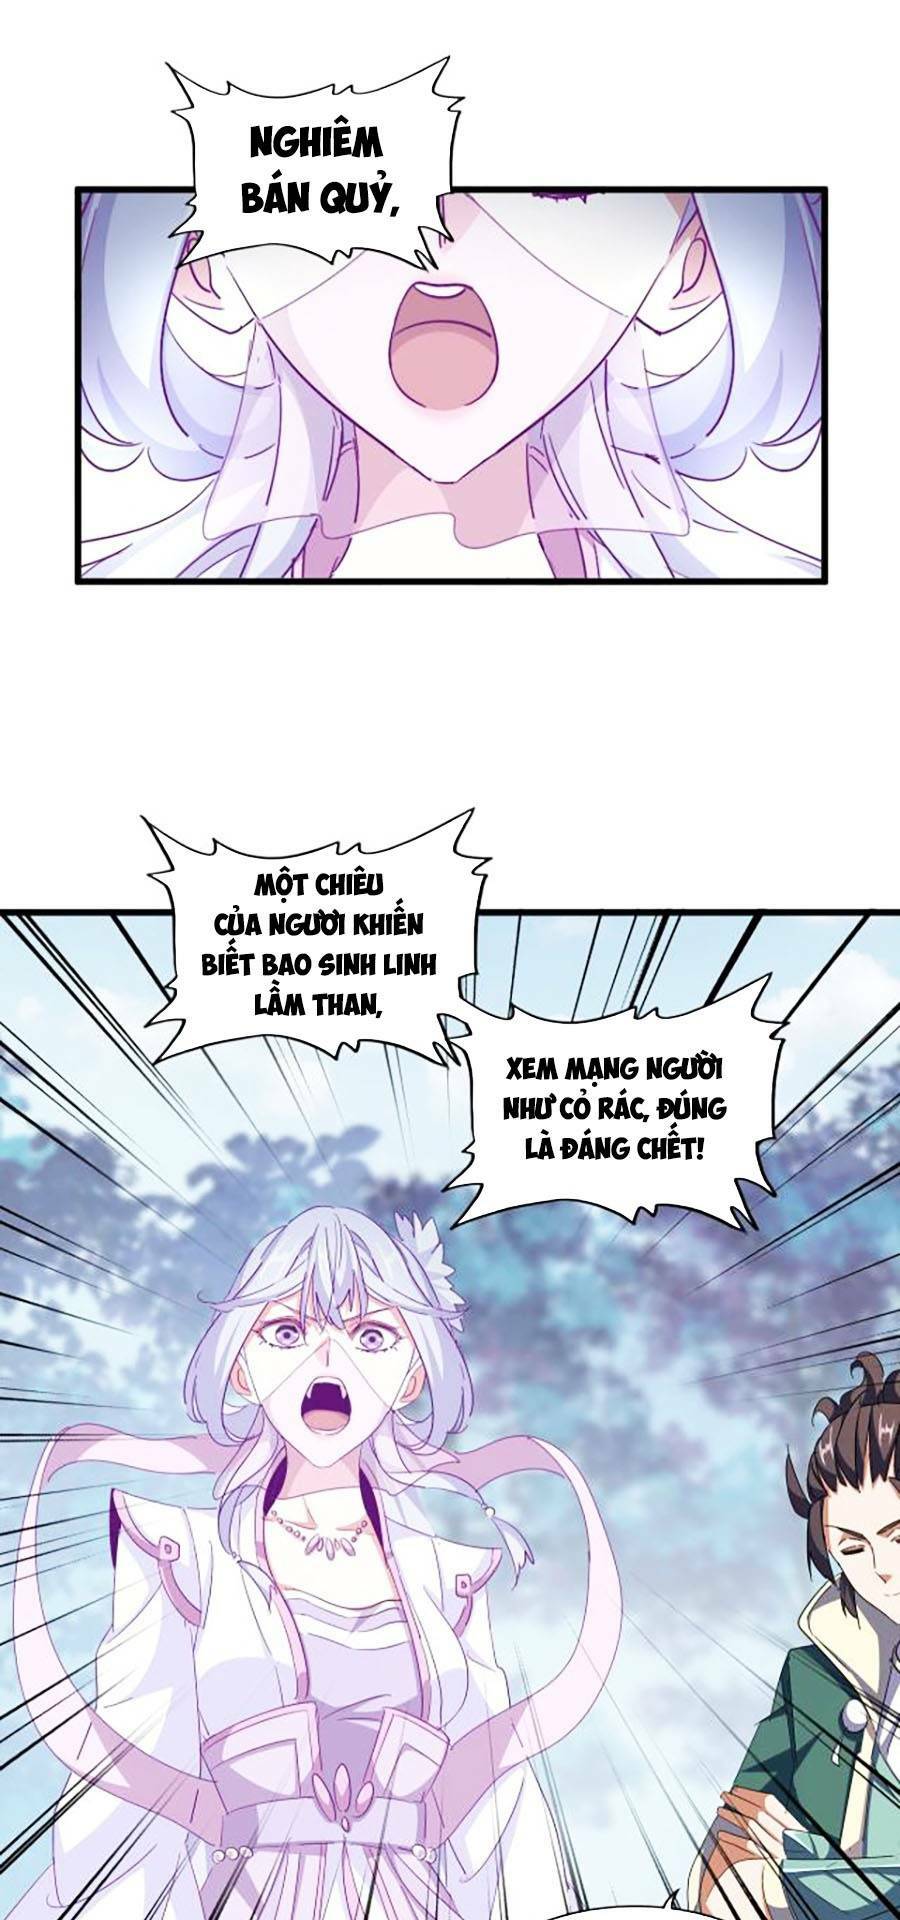 NGHIÊM
BÁN QUỶ,
MỘT CHIÊU
CỦA NGƯƠI KHIẾN
BIẾT BAO SINH LINH
LẦM THAN,
XEM MẠNG NGƯỜI
NHƯ CỎ RÁC, ĐÚNG
LÀ ĐÁNG CHẾT!